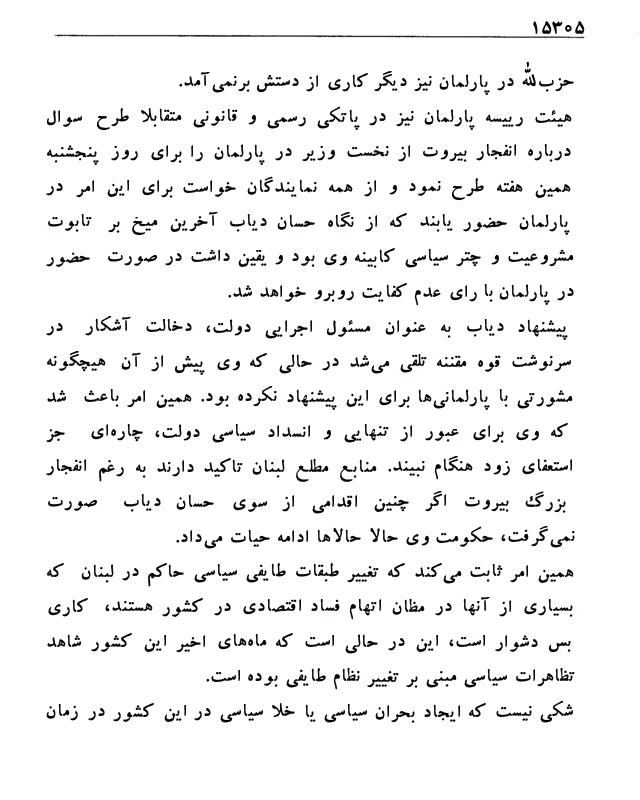 ۱۵۳۰۵
حزب‌الله در پارلمان نیز دیگر کاری از دستش برنمی‌آمد.
هیئت رییسه پارلمان نیز در پاتکی رسمی و قانونی متقابلا طرح سوال
درباره انفجار بیروت از نخست وزیر در پارلمان را برای روز پنجشنبه
همین هفته طرح نمود و از همه نمایندگان خواست برای این امر در
پارلمان حضور یابند که از نگاه حسان دیاب آخرین میخ بر تابوت
مشروعیت و چتر سیاسی کابینه وی بود و یقین داشت در صورت حضور
در پارلمان با رای عدم کفایت روبرو خواهد شد.
پیشنهاد دیاب به عنوان مسئول اجرایی دولت، دخالت آشکار در
سرنوشت قوه مقننه تلقی می‌شد در حالی که وی پیش از آن هیچگونه
مشورتی با پارلمانی‌ها برای این پیشنهاد نکرده بود. همین امر باعث شد
که وی برای عبور از تنهایی و انسداد سیاسی دولت، چاره‌ای جز
استعفای زود هنگام نبیند. منابع مطلع لبنان تاکید دارند به رغم انفجار
بزرگ بیروت اگر چنین اقدامی از سوی حسان دیاب صورت
نمی‌گرفت، حکومت وی حالا حالاها ادامه حیات می‌داد.
همین امر ثابت می‌کند که تغییر طبقات طایفی سیاسی حاکم در لبنان که
بسیاری از آنها در مظان اتهام فساد اقتصادی در کشور هستند، کاری
بس دشوار است، این در حالی است که ماه‌های اخیر این کشور شاهد
تظاهرات سیاسی مبنی بر تغییر نظام طایفی بوده است.
شکی نیست که ایجاد بحران سیاسی یا خلا سیاسی در این کشور در زمان